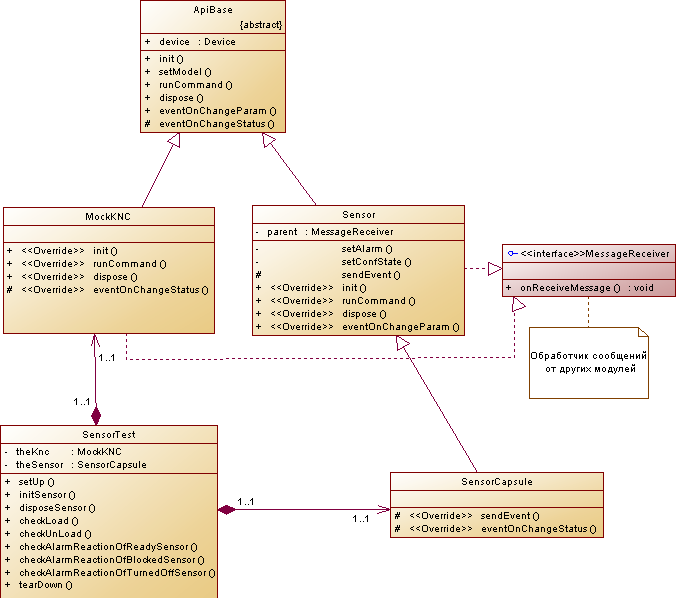 ApiBase
{abstract}
+ device : Device
+ init ()
+ setModel ()
+ runCommand ()
+ dispose ()
+ eventOnChangeParam ()
# eventOnChangeStatus ()
MockKNC
+ <<Override>> init ()
+ <<Override>> runCommand ()
+ <<Override>> dispose ()
# <<Override>> eventOnChangeStatus ()
Sensor
- parent : MessageReceiver
- setAlarm ()
- setConfState ()
# sendEvent ()
+ <<Override>> init ()
+ <<Override>> runCommand ()
+ <<Override>> dispose ()
+ <<Override>> eventOnChangeParam ()
<<interface>>MessageReceiver
+ onReceiveMessage () : void
Обработчик сообщений
от других модулей
1..1
1..1
SensorTest
- theKnc : MockKNC
- theSensor : SensorCapsule
+ setUp ()
+ initSensor ()
+ disposeSensor ()
+ checkLoad ()
+ checkUnLoad ()
+ checkAlarmReactionOfReadySensor ()
+ checkAlarmReactionOfBlockedSensor ()
+ checkAlarmReactionOfTurnedOffSensor ()
+ tearDown ()
1..1
1..1
SensorCapsule
# <<Override>> sendEvent ()
# <<Override>> eventOnChangeStatus ()